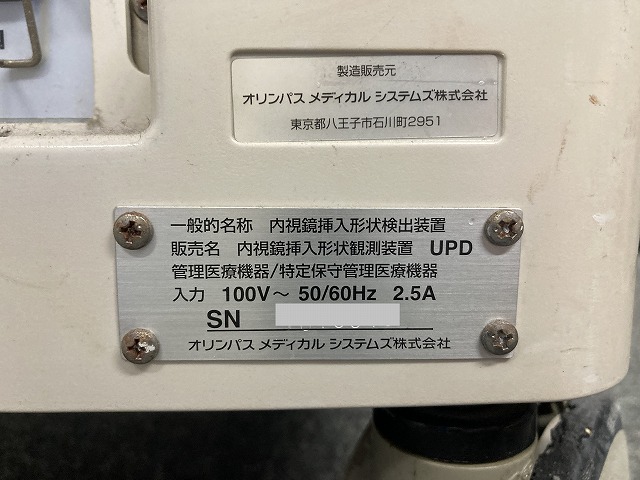 製造販売元
オリンパス メディカル システムズ株式会社
東京都八王子市石川町2951
一般的名称 内視鏡挿入形状検出装置
販売名 内視鏡挿入形状観測装置 UPD
管理医療機器/特定保守管理医療機器
入力 100V～ 50/60Hz 2.5A
SN
オリンパス メディカル システムズ株式会社